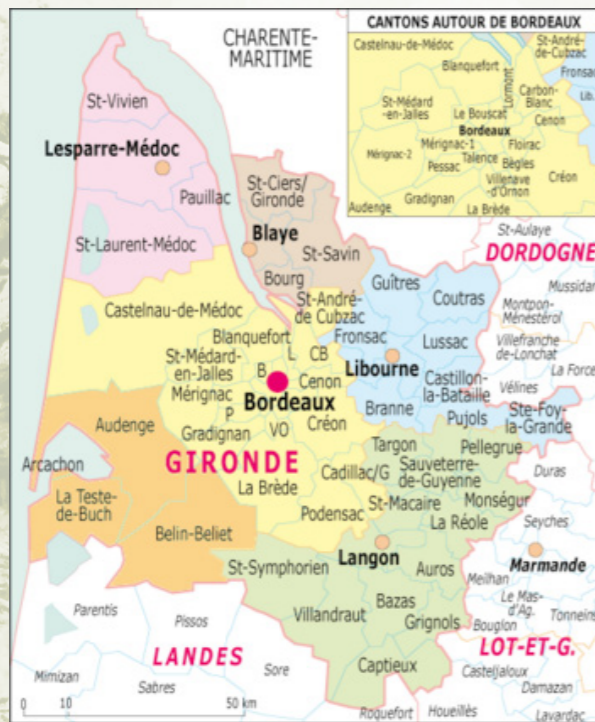 CHARENTE-
MARITIME
CANTONS AUTOUR DE BORDEAUX
Castelnau-de-Médoc
St-André-
de-Cubzac
Blanquefort
Fronsac
Lormont
Carbon-
Blanc
Lib.
St-Médard
-en-Jalles
Le Bouscat
Cenon
Bordeaux
Mérignac-1
Floirac
Mérignac-2
Talence
Pessac
Bègles
Villenave
-d'Ornon
Créon
Gradignan
Audenge
La Brède
St-Vivien
Lesparre-Médoc
Pauillac
St-Ciers/
Gironde
St-Laurent-Médoc
Blaye
St-Savin
Bourg
St-Aulaye
DORDOGNE
Guîtres
Coutras
Mussidan
Montpon-
Ménestérol
Castelnau-de-Médoc
St-André-
de Cubzac
Fronsac
Lussac
Villefranche
-de-Lonchat
Blanquefort
L
CB
St-Médard-
en-Jalles
B
Cenon
Libourne
La Force
Castillon
-la-Bataille
Vélines
Mérignac
Bordeaux
Branne
P
Créon
Pujols
Ste-Foy
-la-Grande
Gradignan
VO
Audenge
Targon
Pellegrue
GIRONDE
Cadillac/G
Sauveterre-
de-Guyenne
Duras
Arcachon
La Brède
St-Macaire
Monségur
La Teste-
de-Buch
Podensac
La Réole
Seyches
Belin-Beliet
Langon
Marmande
St-Symphorien
Auros
Meilhan
Le Mas-
d'Ag.
Villandraut
Bazas
Tonneins
Grignols
Bouglon
Parentis
Pissos
LANDES
Sore
Captieux
LOT-ET-G.
Casteljaloux
Mimizan
Sabres
Damazan
0 10 50 km
Roquefort
Houeillès
Lavardac